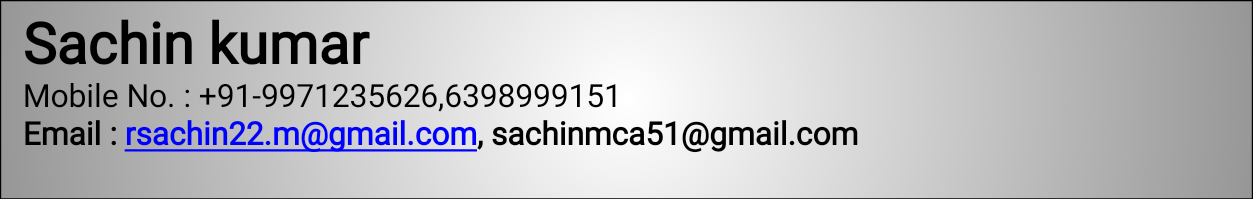 Sachin kumar
Mobile No. : +91-9971235626,6398999151
Email : rsachin22.m@gmail.com, sachinmca51@gmail.com